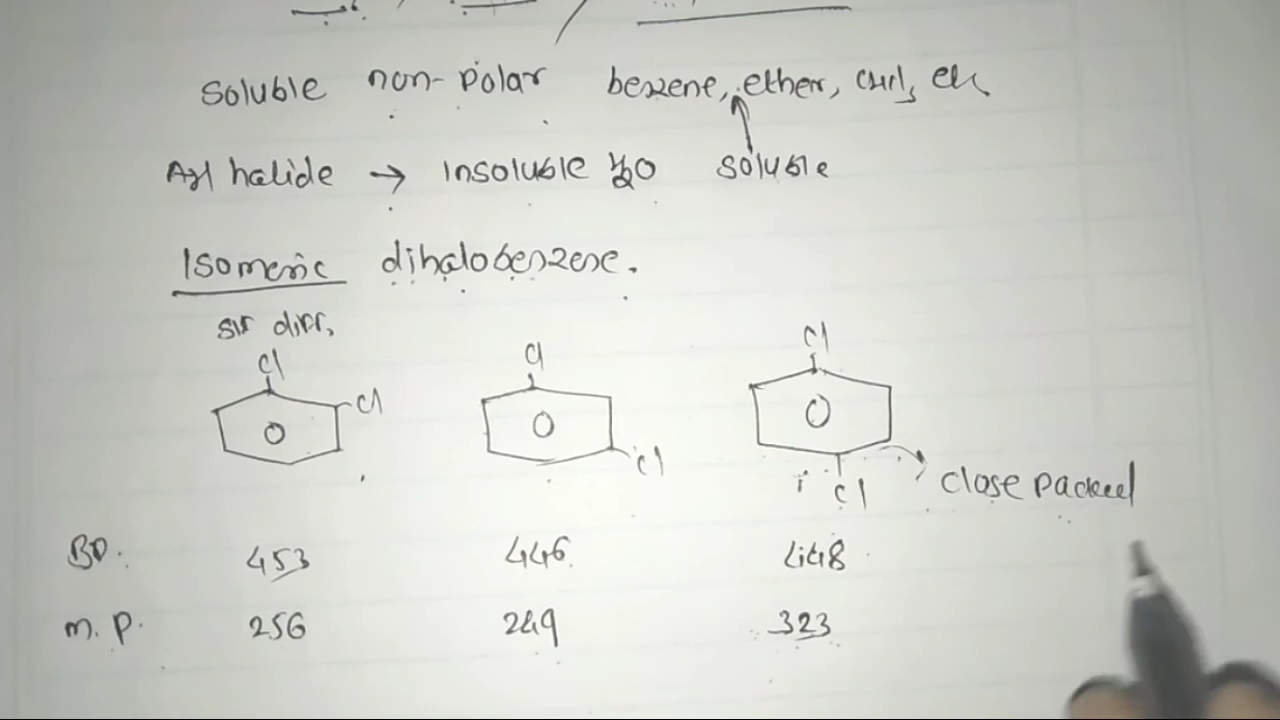 Soluble non-Polar benzene, ether, CHCl3 etc
Aryl halide → Insoluble H2O soluble
Isomeric dihalobenzene.
Cl Cl Cl
Cl
Cl Cl close packed
BP. 453 446 448
m.p. 256 249 323